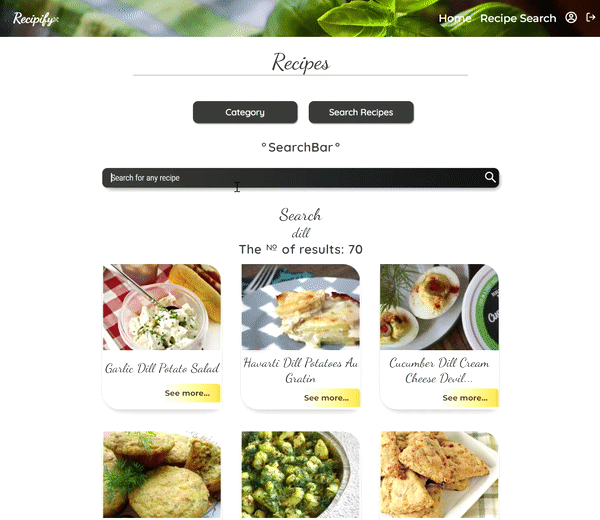 Recipify
Home Recipe Search
Recipes
Category Search Recipes
°SearchBar°
Search for any recipe
Search
dill
The № of results: 70
Garlic Dill Potato Salad
Havarti Dill Potatoes Au
Gratin
Cucumber Dill Cream
Cheese Devil...
See more...
See more...
See more...